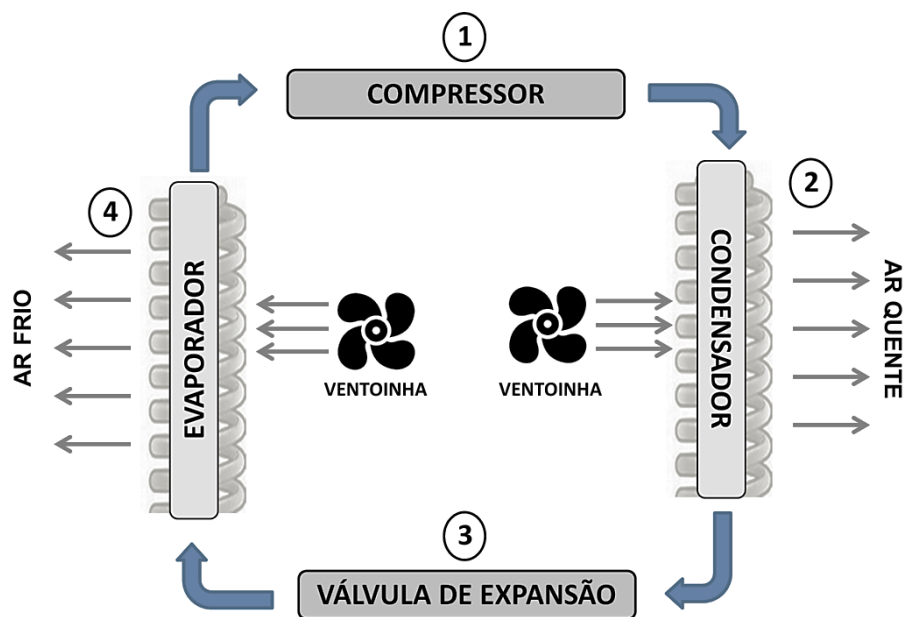 1
COMPRESSOR
2
CONDENSADOR
AR QUENTE
4
EVAPORADOR
AR FRIO
VENTOINHA
VENTOINHA
3
VÁLVULA DE EXPANSÃO